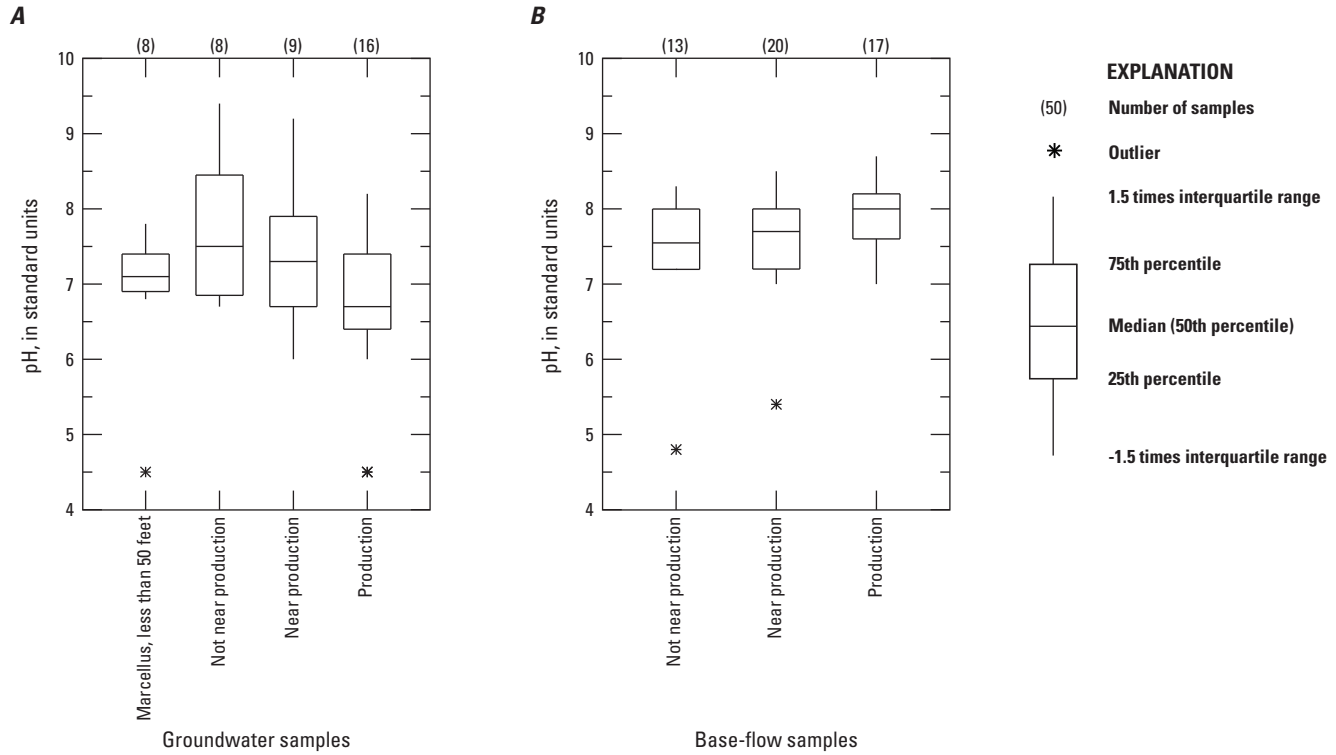 A
(8) (8) (9) (16)
10
9
8
7
6
5
4
pH, in standard units
Marcellus, less than 50 feet
Not near production
Near production
Production
Groundwater samples
B
(13) (20) (17)
10
9
8
7
6
5
4
pH, in standard units
Not near production
Near production
Production
Base-flow samples
EXPLANATION
(50) Number of samples
Outlier
1.5 times interquartile range
75th percentile
Median (50th percentile)
25th percentile
-1.5 times interquartile range